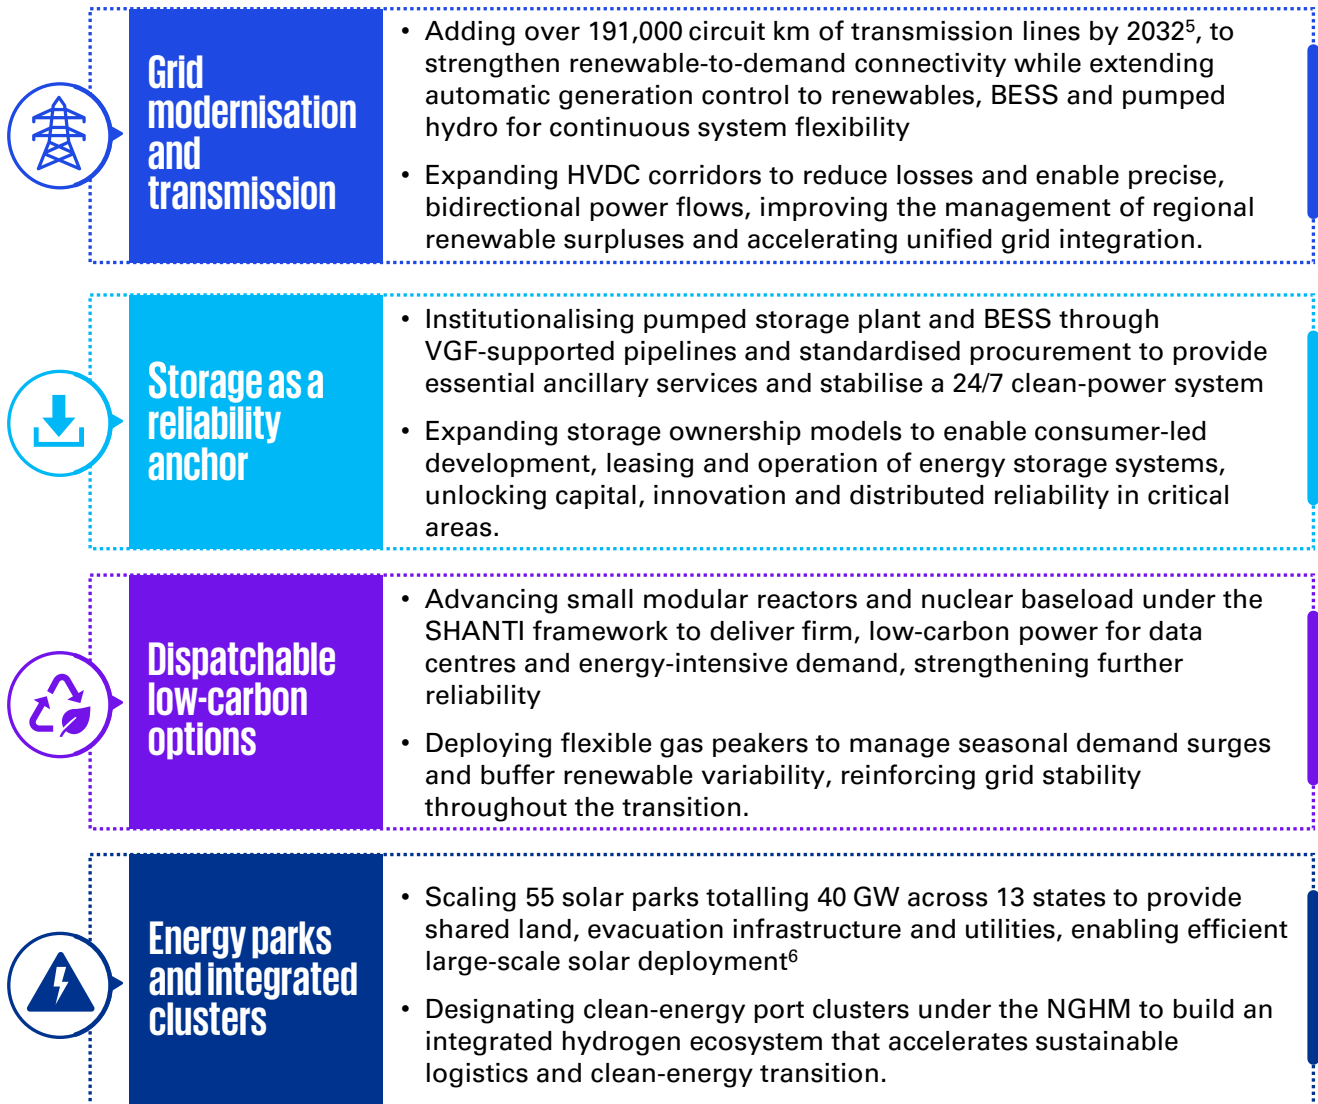 Grid
modernisation
and
transmission
• Adding over 191,000 circuit km of transmission lines by 2032⁵, to
strengthen renewable-to-demand connectivity while extending
automatic generation control to renewables, BESS and pumped
hydro for continuous system flexibility
• Expanding HVDC corridors to reduce losses and enable precise,
bidirectional power flows, improving the management of regional
renewable surpluses and accelerating unified grid integration.
Storage as a
reliability
anchor
• Institutionalising pumped storage plant and BESS through
VGF-supported pipelines and standardised procurement to provide
essential ancillary services and stabilise a 24/7 clean-power system
• Expanding storage ownership models to enable consumer-led
development, leasing and operation of energy storage systems,
unlocking capital, innovation and distributed reliability in critical
areas.
Dispatchable
low-carbon
options
• Advancing small modular reactors and nuclear baseload under the
SHANTI framework to deliver firm, low-carbon power for data
centres and energy-intensive demand, strengthening further
reliability
• Deploying flexible gas peakers to manage seasonal demand surges
and buffer renewable variability, reinforcing grid stability
throughout the transition.
Energy parks
and integrated
clusters
• Scaling 55 solar parks totalling 40 GW across 13 states to provide
shared land, evacuation infrastructure and utilities, enabling efficient
large-scale solar deployment⁶
• Designating clean-energy port clusters under the NGHM to build an
integrated hydrogen ecosystem that accelerates sustainable
logistics and clean-energy transition.